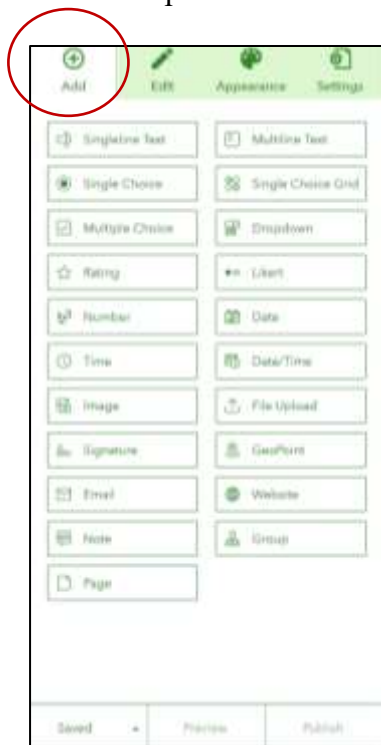 Add Edit Appearance Settings
Singleline Text Multiline Text
Single Choice Single Choice Grid
Multiple Choice Dropdown
Rating Likert
Number Date
Time Date/Time
Image File Upload
Signature GeoPoint
Email Website
Note Group
Page
Saved Preview Publish